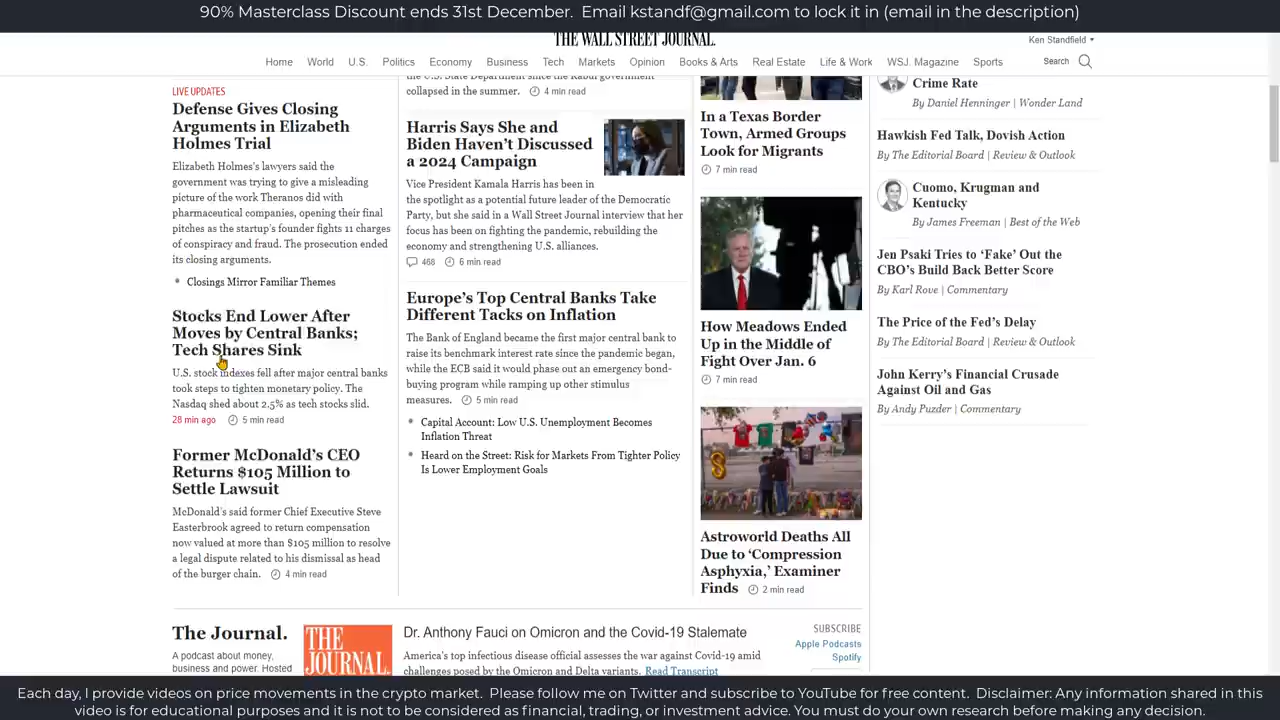 90% Masterclass Discount ends 31st December. Email kstandf@gmail.com to lock it in (email in the description)
THE WALL STREET JOURNAL.
Ken Standfield
Home World U.S. Politics Economy Business Tech Markets Opinion Books & Arts Real Estate Life & Work WSJ. Magazine Sports
Search
LIVE UPDATES
Defense Gives Closing
Arguments in Elizabeth
Holmes Trial
Elizabeth Holmes's lawyers said the
government was trying to give a misleading
picture of the work Theranos did with
pharmaceutical companies, opening their final
pitches as the startup's founder fights 11 charges
of conspiracy and fraud. The prosecution ended
its closing arguments.
Closings Mirror Familiar Themes
Stocks End Lower After
Moves by Central Banks;
Tech Shares Sink
U.S. stock indexes fell after major central banks
took steps to tighten monetary policy. The
Nasdaq shed about 2.5% as tech stocks slid.
28 min ago 5 min read
Former McDonald's CEO
Returns $105 Million to
Settle Lawsuit
McDonald's said former Chief Executive Steve
Easterbrook agreed to return compensation
now valued at more than $105 million to resolve
a legal dispute related to his dismissal as head
of the burger chain. 4 min read
the U.S. State Department since the Kabul government
collapsed in the summer. 4 min read
Harris Says She and
Biden Haven't Discussed
a 2024 Campaign
Vice President Kamala Harris has been in
the spotlight as a potential future leader of the Democratic
Party, but she said in a Wall Street Journal interview that her
focus has been on fighting the pandemic, rebuilding the
economy and strengthening U.S. alliances.
468 6 min read
Europe's Top Central Banks Take
Different Tacks on Inflation
The Bank of England became the first major central bank to
raise its benchmark interest rate since the pandemic began,
while the ECB said it would phase out an emergency bond-
buying program while ramping up other stimulus
measures. 5 min read
Capital Account: Low U.S. Unemployment Becomes
Inflation Threat
Heard on the Street: Risk for Markets From Tighter Policy
Is Lower Employment Goals
In a Texas Border
Town, Armed Groups
Look for Migrants
7 min read
How Meadows Ended
Up in the Middle of
Fight Over Jan. 6
7 min read
Astroworld Deaths All
Due to 'Compression
Asphyxia,' Examiner
Finds 2 min read
Crime Rate
By Daniel Henninger | Wonder Land
Hawkish Fed Talk, Dovish Action
By The Editorial Board | Review & Outlook
Cuomo, Krugman and
Kentucky
By James Freeman | Best of the Web
Jen Psaki Tries to 'Fake' Out the
CBO's Build Back Better Score
By Karl Rove | Commentary
The Price of the Fed's Delay
By The Editorial Board | Review & Outlook
John Kerry's Financial Crusade
Against Oil and Gas
By Andy Puzder | Commentary
The Journal.
A podcast about money,
business and power. Hosted
THE
JOURNAL.
Dr. Anthony Fauci on Omicron and the Covid-19 Stalemate
America's top infectious disease official assesses the war against Covid-19 amid
challenges posed by the Omicron and Delta variants. Read Transcript
SUBSCRIBE
Apple Podcasts
Spotify
Each day, I provide videos on price movements in the crypto market. Please follow me on Twitter and subscribe to YouTube for free content. Disclaimer: Any information shared in this
video is for educational purposes and it is not to be considered as financial, trading, or investment advice. You must do your own research before making any decision.